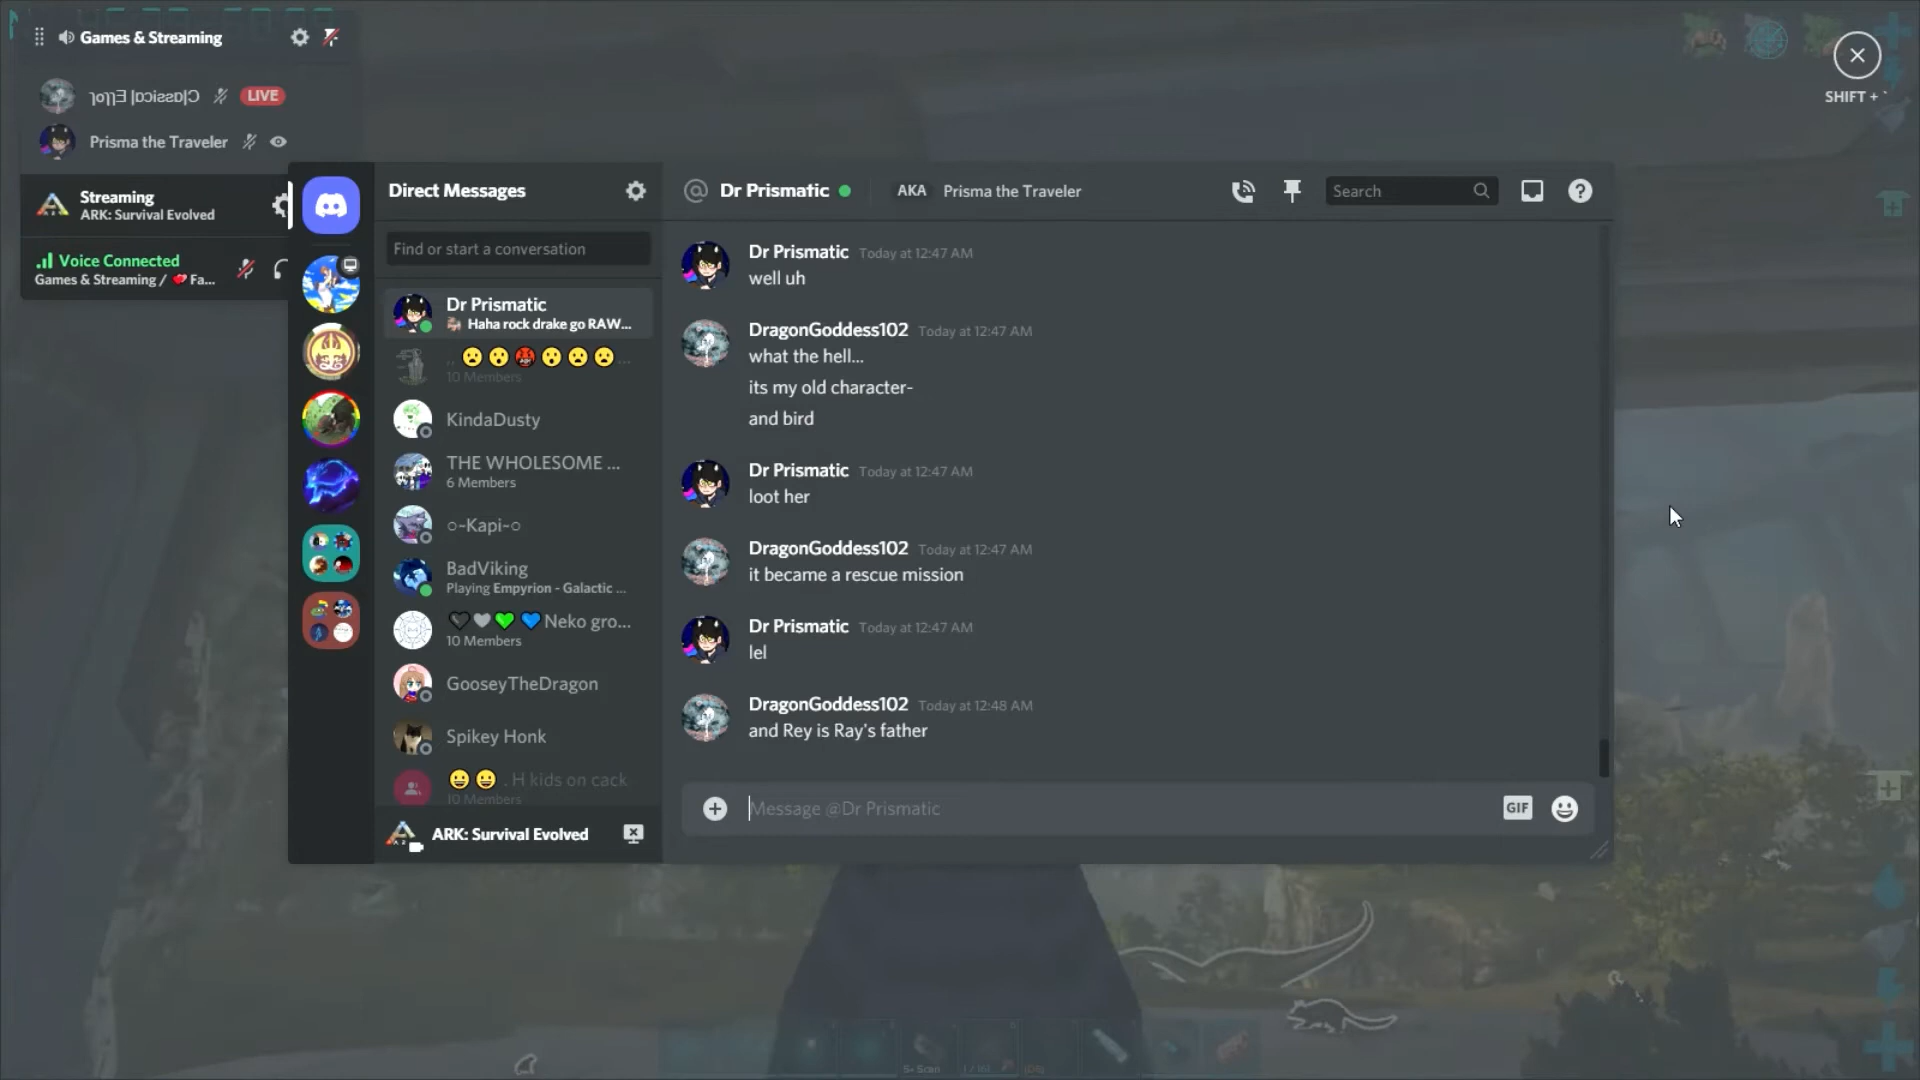 Games & Streaming
ɿoɿɿƎ |ɒɔiƨƨɒ|Ɔ LIVE
Prisma the Traveler
Streaming
ARK: Survival Evolved
Voice Connected
Games & Streaming / ❤️ Fa...
SHIFT + `
Direct Messages
Find or start a conversation
Dr Prismatic
Haha rock drake go RAW...
10 Members
KindaDusty
THE WHOLESOME ...
6 Members
○~Kapi~○
BadViking
Playing Empyrion - Galactic ...
🖤🤍💚💙 Neko gro...
10 Members
GooseyTheDragon
Spikey Honk
😀 😀 . H kids on cack
10 Members
ARK: Survival Evolved
@ Dr Prismatic AKA Prisma the Traveler
Search
Dr Prismatic Today at 12:47 AM
well uh
DragonGoddess102 Today at 12:47 AM
what the hell...
its my old character-
and bird
Dr Prismatic Today at 12:47 AM
loot her
DragonGoddess102 Today at 12:47 AM
it became a rescue mission
Dr Prismatic Today at 12:47 AM
lel
DragonGoddess102 Today at 12:48 AM
and Rey is Ray's father
Message @Dr Prismatic
GIF